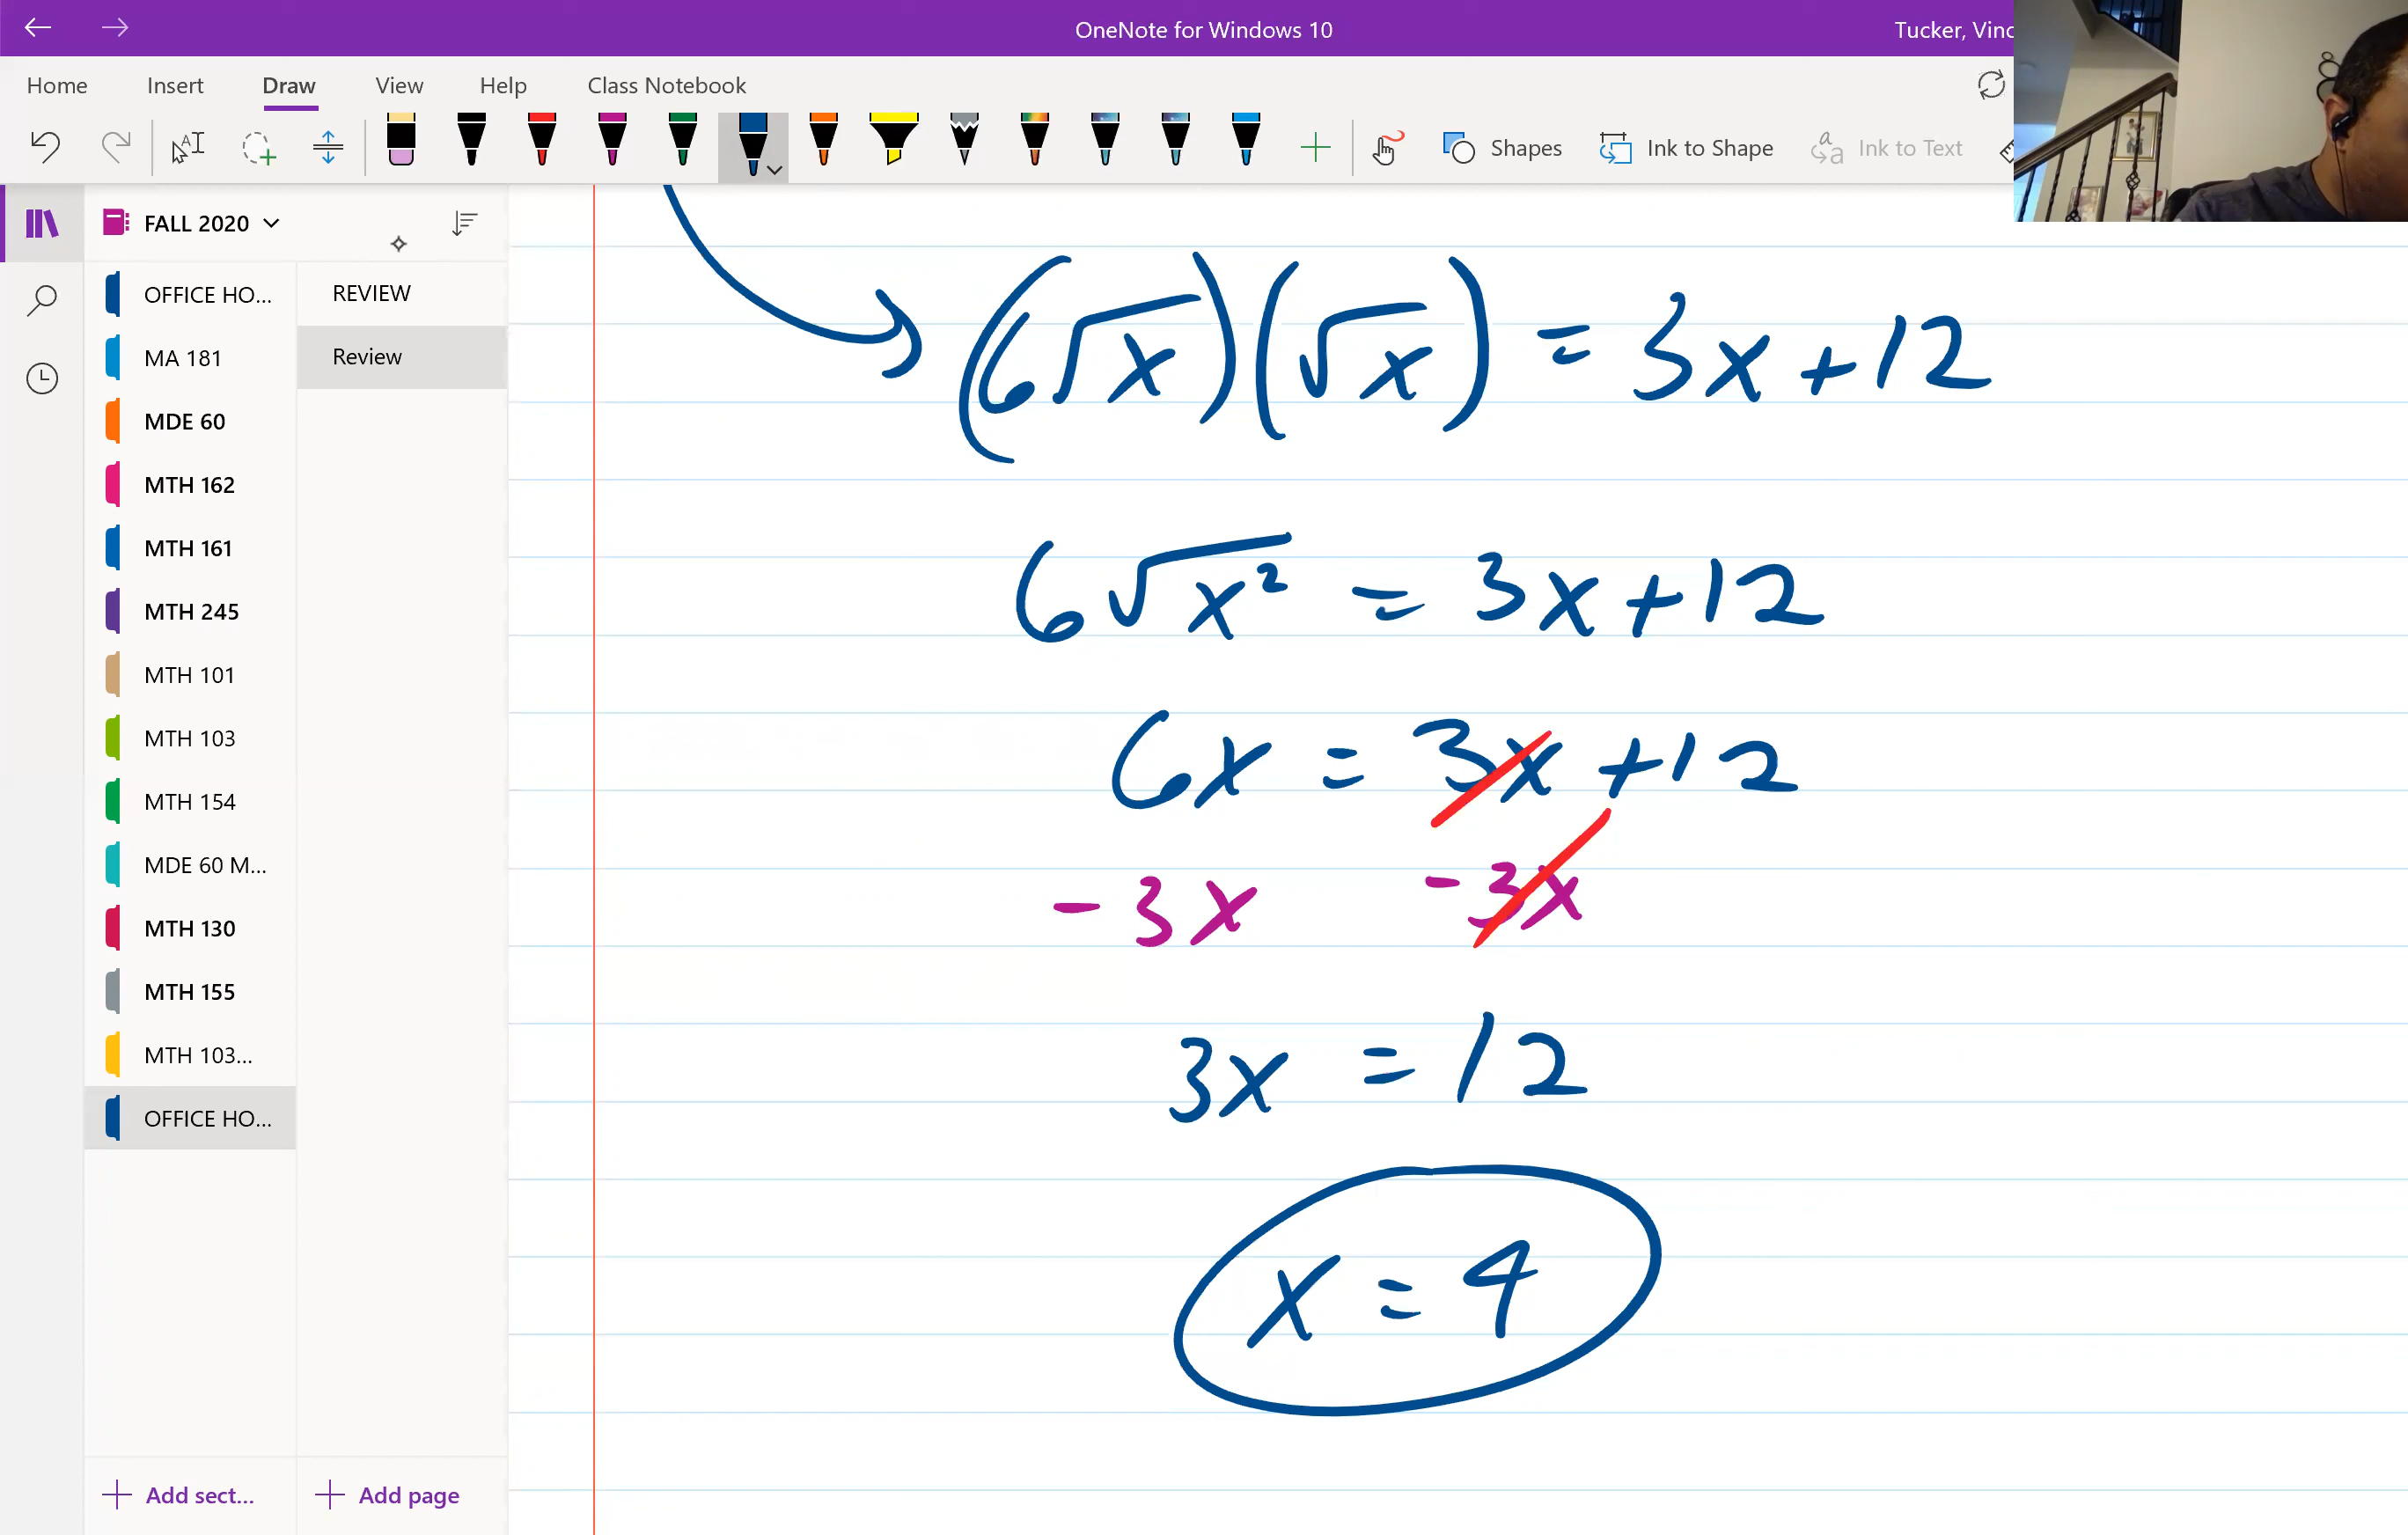 OneNote for Windows 10
Tucker, Vinc
Home Insert Draw View Help Class Notebook
Shapes Ink to Shape Ink to Text
FALL 2020
OFFICE HO...
MA 181
MDE 60
MTH 162
MTH 161
MTH 245
MTH 101
MTH 103
MTH 154
MDE 60 M...
MTH 130
MTH 155
MTH 103...
OFFICE HO...
Add sect...
REVIEW
Review
Add page
(6√x)(√x) = 3x+12
6√x² = 3x+12
6x = 3x +12
-3x -3x
3x = 12
x = 4